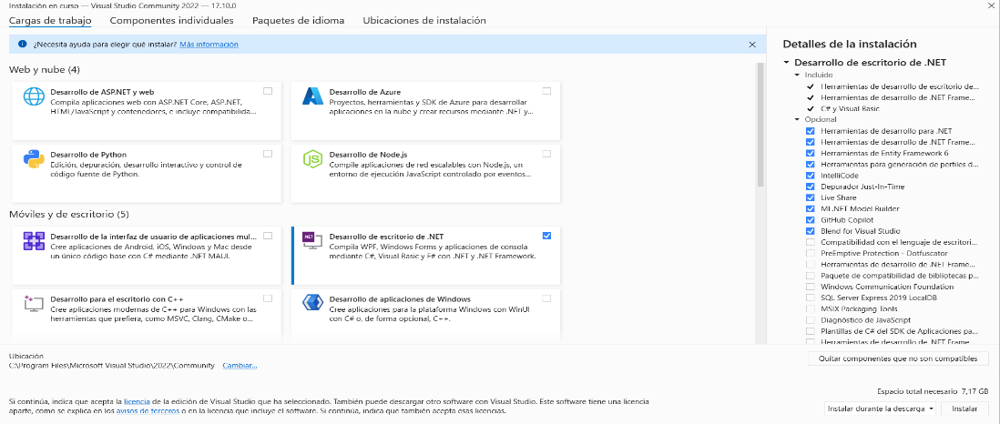 Instalación en curso — Visual Studio Community 2022 — 17.10.0
Cargas de trabajo
Componentes individuales
Paquetes de idioma
Ubicaciones de instalación
¿Necesita ayuda para elegir qué instalar? Más información
Web y nube (4)
Desarrollo de ASP.NET y web
Compila aplicaciones web con ASP.NET Core, ASP.NET,
HTML/JavaScript y contenedores, e incluye compatibilida...
Desarrollo de Azure
Proyectos, herramientas y SDK de Azure para desarrollar
aplicaciones en la nube y crear recursos mediante .NET y...
Desarrollo de Python
Edición, depuración, desarrollo interactivo y control de
código fuente de Python.
Desarrollo de Node.js
Compile aplicaciones de red escalables con Node.js, un
entorno de ejecución JavaScript controlado por eventos...
Móviles y de escritorio (5)
Desarrollo de la interfaz de usuario de aplicaciones mul...
Cree aplicaciones de Android, iOS, Windows y Mac desde
un único código base con C# mediante .NET MAUI.
.NET
Desarrollo de escritorio de .NET
Compila WPF, Windows Forms y aplicaciones de consola
mediante C#, Visual Basic y F# con .NET y .NET Framework.
Desarrollo para el escritorio con C++
Cree aplicaciones modernas de C++ para Windows con las
herramientas que prefiera, como MSVC, Clang, CMake o...
Desarrollo de aplicaciones de Windows
Cree aplicaciones para la plataforma Windows con WinUI
con C# o, de forma opcional, C++.
Detalles de la instalación
Desarrollo de escritorio de .NET
Incluido
Herramientas de desarrollo de escritorio de...
Herramientas de desarrollo de .NET Frame...
C# y Visual Basic
Opcional
Herramientas de desarrollo para .NET
Herramientas de desarrollo de .NET Frame...
Herramientas de Entity Framework 6
Herramientas para generación de perfiles d...
IntelliCode
Depurador Just-In-Time
Live Share
ML.NET Model Builder
GitHub Copilot
Blend for Visual Studio
Compatibilidad con el lenguaje de escritori...
PreEmptive Protection - Dotfuscator
Herramientas de desarrollo de .NET Frame...
Paquete de compatibilidad de bibliotecas p...
Windows Communication Foundation
SQL Server Express 2019 LocalDB
MSIX Packaging Tools
Diagnóstico de JavaScript
Plantillas de C# del SDK de Aplicaciones pa...
Herramientas de desarrollo de .NET Frame...
Ubicación
C:\Program Files\Microsoft Visual Studio\2022\Community Cambiar...
Quitar componentes que no son compatibles
Espacio total necesario 7,17 GB
Si continúa, indica que acepta la licencia de la edición de Visual Studio que ha seleccionado. También puede descargar otro software con Visual Studio. Este software tiene una licencia
aparte, como se explica en los avisos de terceros o en la licencia que incluye el software. Si continúa, indica que también acepta esas licencias.
Instalar durante la descarga
Instalar